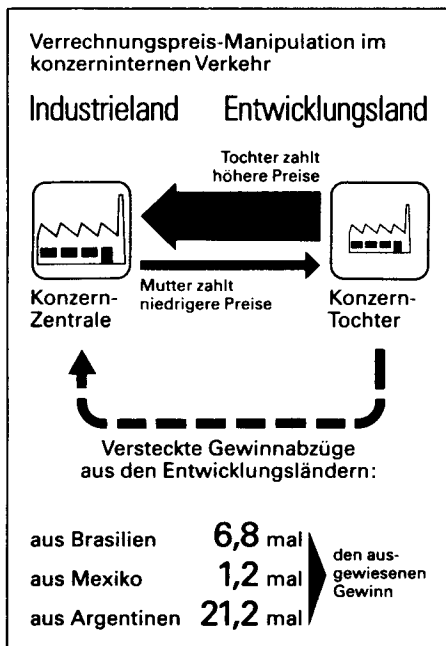 Verrechnungspreis-Manipulation im
konzerninternen Verkehr
Industrieland Entwicklungsland
Tochter zahlt
höhere Preise
Mutter zahlt
niedrigere Preise
Konzern-
Zentrale
Konzern-
Tochter
Versteckte Gewinnabzüge
aus den Entwicklungsländern:
aus Brasilien 6,8 mal
aus Mexiko 1,2 mal
aus Argentinen 21,2 mal
den aus-
gewiesenen
Gewinn